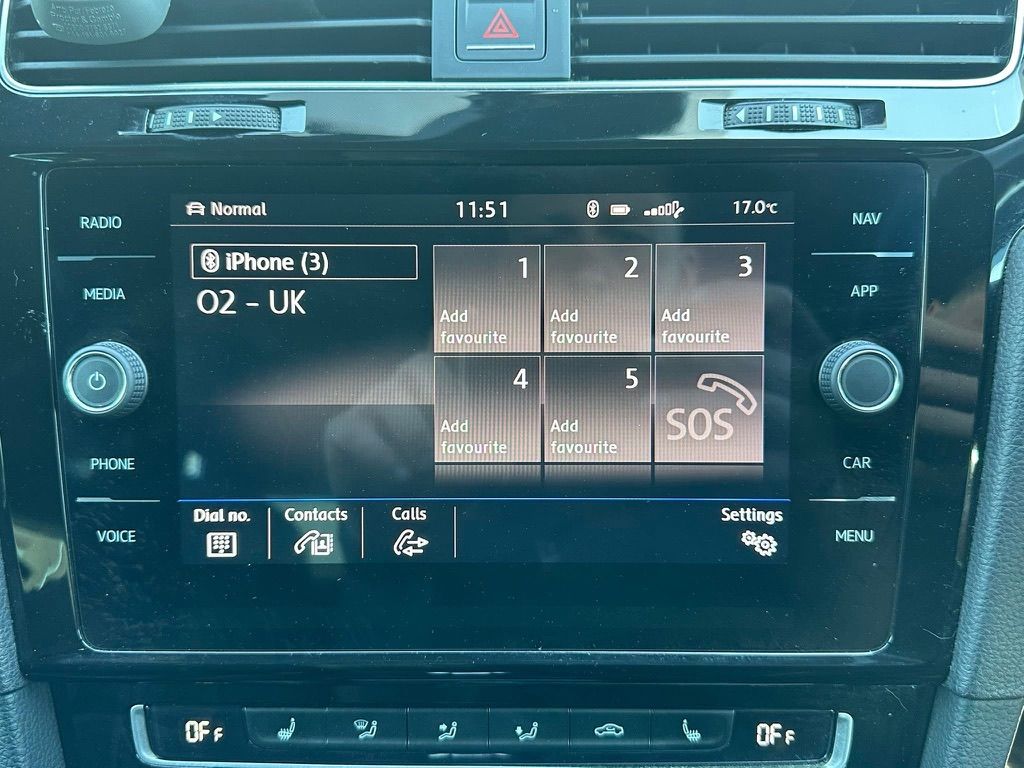 RADIO
MEDIA
PHONE
VOICE
Normal
11:51
17.0°C
iPhone (3)
O2 - UK
1
Add
favourite
2
Add
favourite
3
Add
favourite
4
Add
favourite
5
Add
favourite
SOS
Dial no.
Contacts
Calls
Settings
NAV
APP
CAR
MENU
OFF
OFF